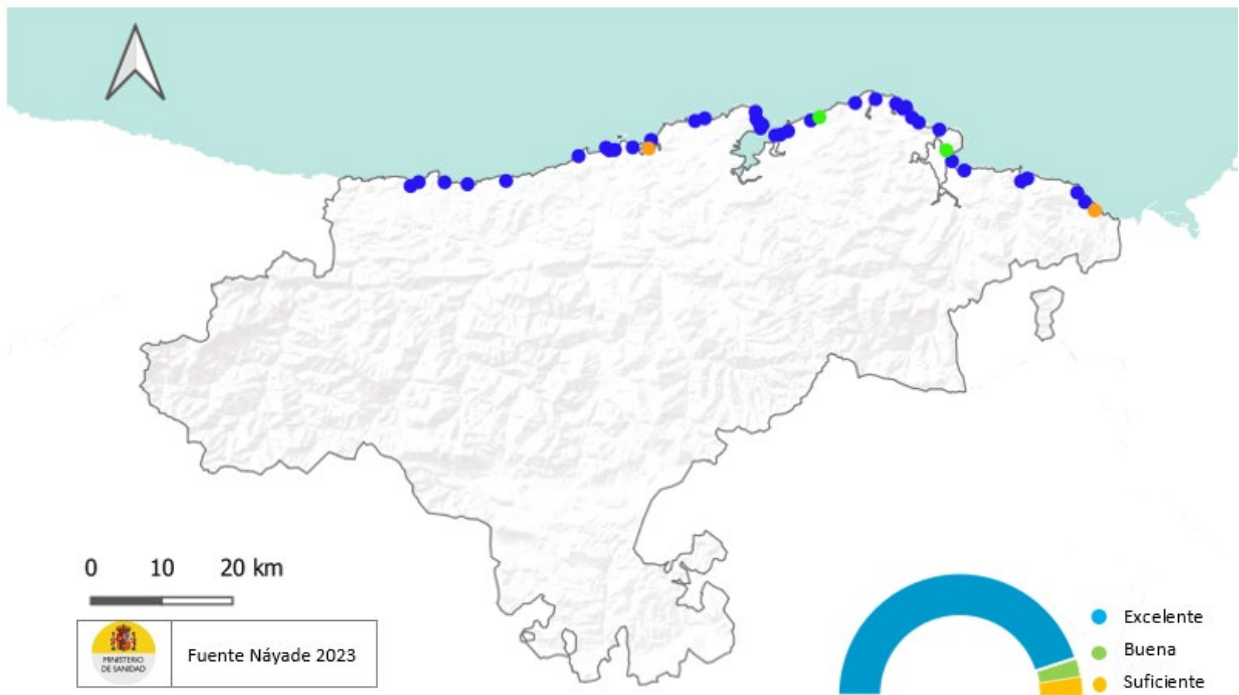 0 10 20 km
MINISTERIO
DE SANIDAD
Fuente Náyade 2023
Excelente
Buena
Suficiente